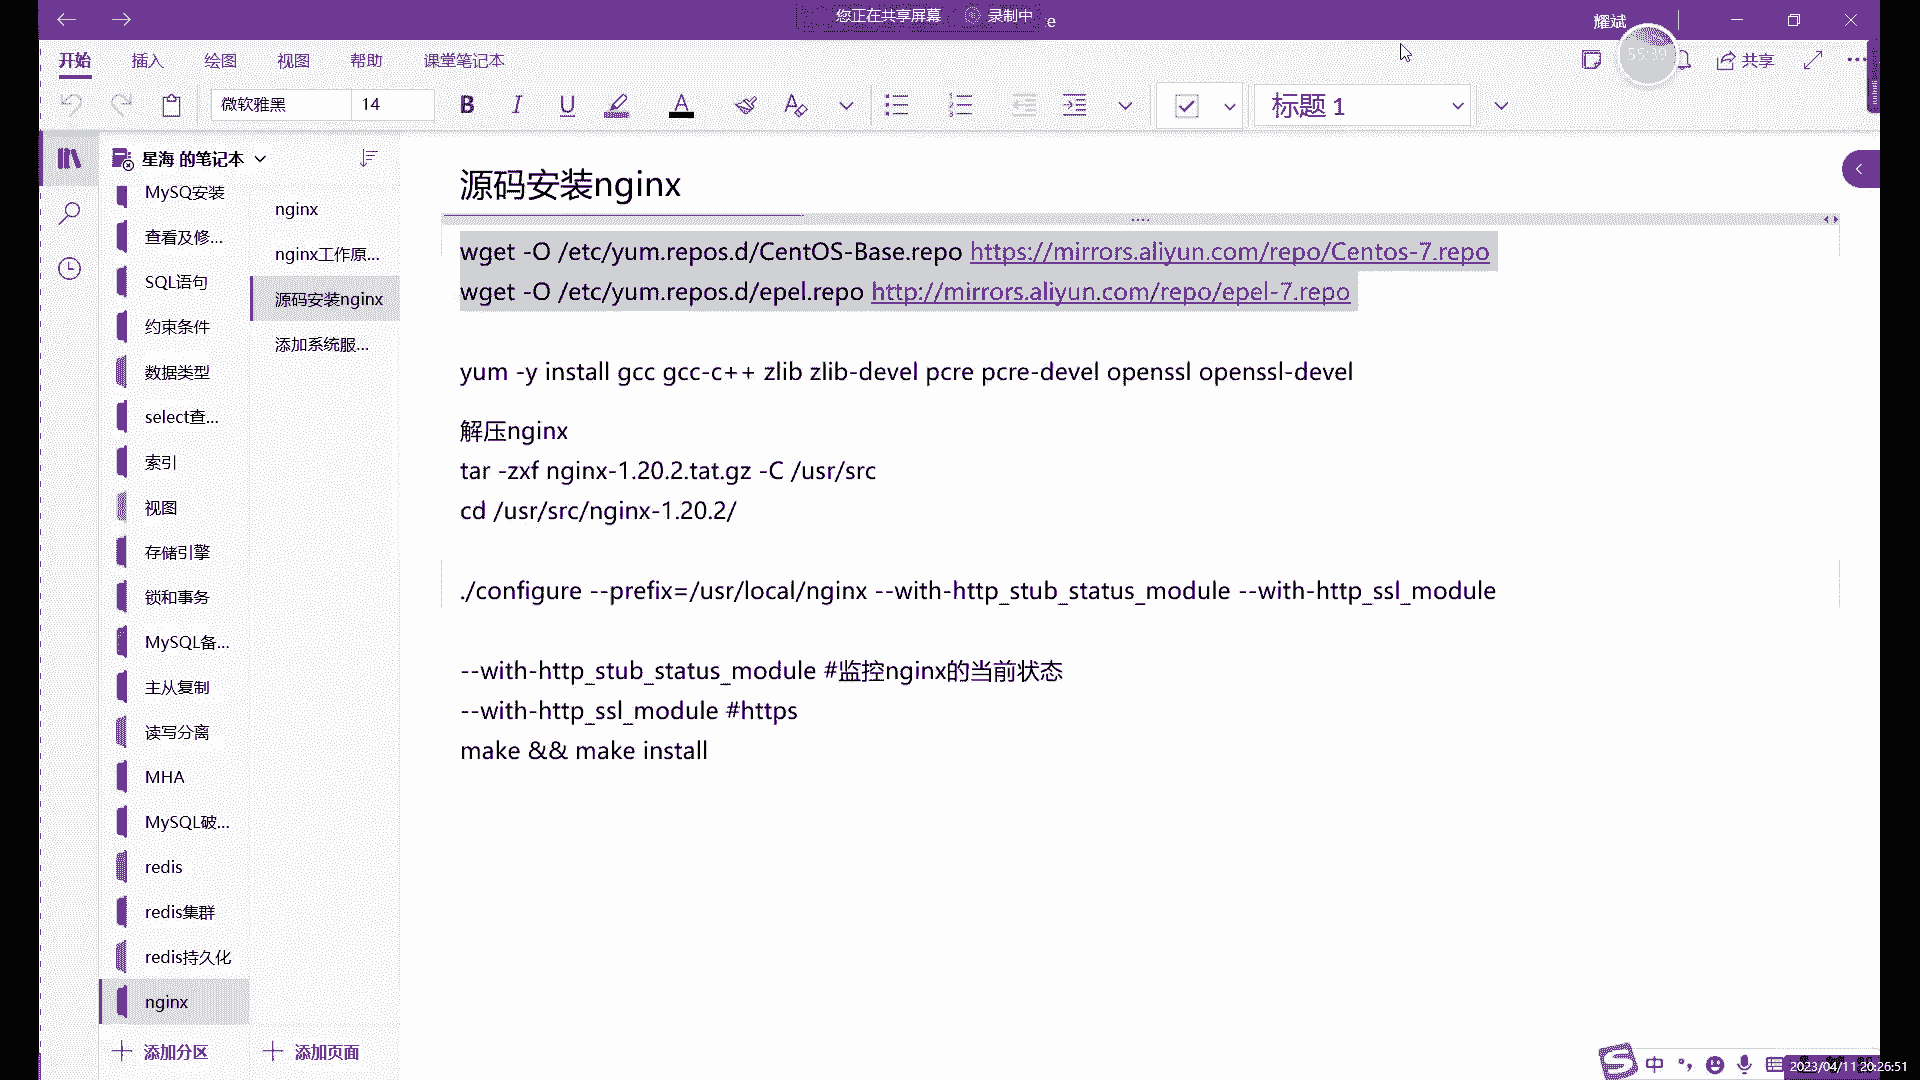 您正在共享屏幕 录制中
e
耀斌
开始 插入 绘图 视图 帮助 课堂笔记本
共享
微软雅黑 14 B I U A 标题 1
星海 的笔记本
MySQ安装
查看及修...
SQL语句
约束条件
数据类型
select查...
索引
视图
存储引擎
锁和事务
MySQL备...
主从复制
读写分离
MHA
MySQL破...
redis
redis集群
redis持久化
nginx
添加分区
nginx
nginx工作原...
源码安装nginx
添加系统服...
添加页面
源码安装nginx
wget -O /etc/yum.repos.d/CentOS-Base.repo https://mirrors.aliyun.com/repo/Centos-7.repo
wget -O /etc/yum.repos.d/epel.repo http://mirrors.aliyun.com/repo/epel-7.repo
yum -y install gcc gcc-c++ zlib zlib-devel pcre pcre-devel openssl openssl-devel
解压nginx
tar -zxf nginx-1.20.2.tat.gz -C /usr/src
cd /usr/src/nginx-1.20.2/
./configure --prefix=/usr/local/nginx --with-http_stub_status_module --with-http_ssl_module
--with-http_stub_status_module #监控nginx的当前状态
--with-http_ssl_module #https
make && make install
中
2023/04/11 20:26:51